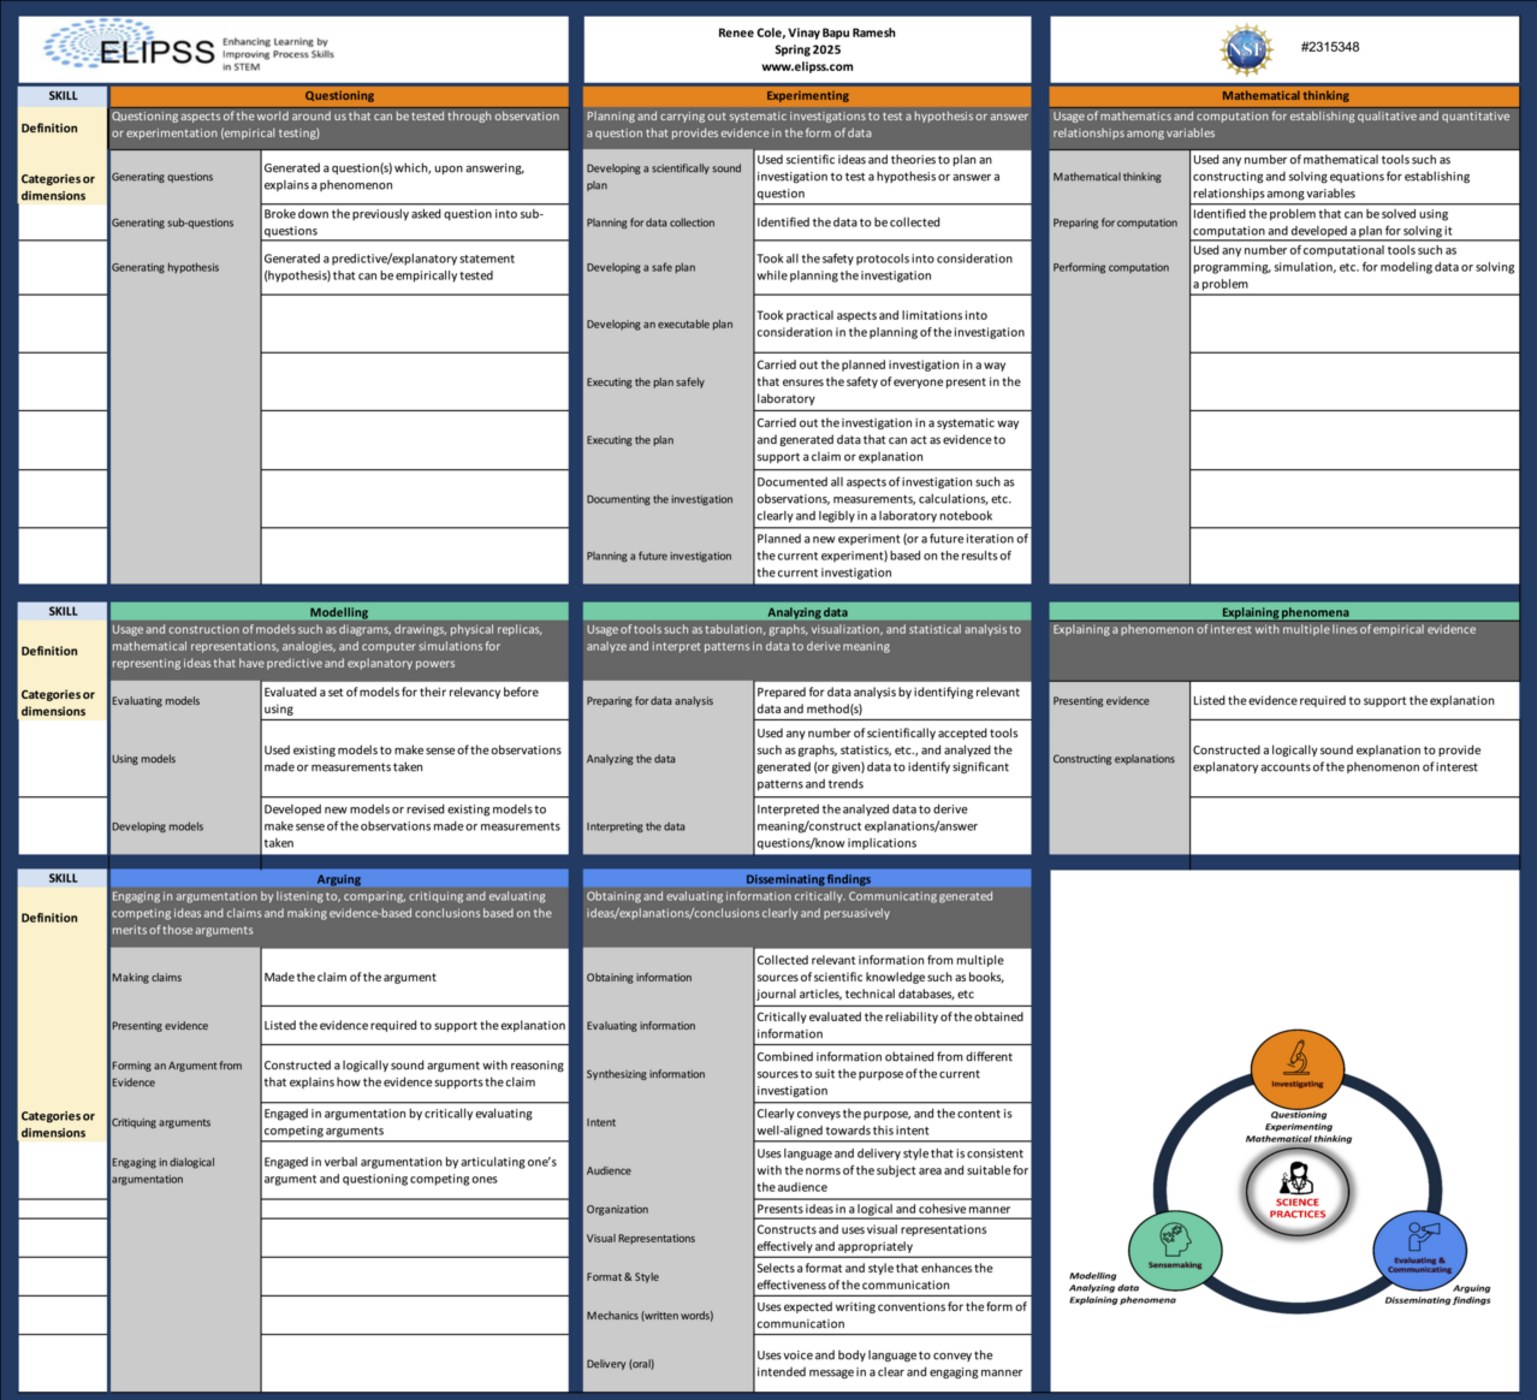 ELIPSS
Enhancing Learning by
Improving Process Skills
in STEM
Renee Cole, Vinay Bapu Ramesh
Spring 2025
www.elipss.com
NSF
#2315348
SKILL
Questioning
Definition
Questioning aspects of the world around us that can be tested through observation
or experimentation (empirical testing)
Categories or
dimensions
Generating questions
Generated a question(s) which, upon answering,
explains a phenomenon
Generating sub-questions
Broke down the previously asked question into sub-
questions
Generating hypothesis
Generated a predictive/explanatory statement
(hypothesis) that can be empirically tested
Experimenting
Planning and carrying out systematic investigations to test a hypothesis or answer
a question that provides evidence in the form of data
Developing a scientifically sound
plan
Used scientific ideas and theories to plan an
investigation to test a hypothesis or answer a
question
Planning for data collection
Identified the data to be collected
Developing a safe plan
Took all the safety protocols into consideration
while planning the investigation
Developing an executable plan
Took practical aspects and limitations into
consideration in the planning of the investigation
Executing the plan safely
Carried out the planned investigation in a way
that ensures the safety of everyone present in the
laboratory
Executing the plan
Carried out the investigation in a systematic way
and generated data that can act as evidence to
support a claim or explanation
Documenting the investigation
Documented all aspects of investigation such as
observations, measurements, calculations, etc.
clearly and legibly in a laboratory notebook
Planning a future investigation
Planned a new experiment (or a future iteration of
the current experiment) based on the results of
the current investigation
Mathematical thinking
Usage of mathematics and computation for establishing qualitative and quantitative
relationships among variables
Mathematical thinking
Used any number of mathematical tools such as
constructing and solving equations for establishing
relationships among variables
Preparing for computation
Identified the problem that can be solved using
computation and developed a plan for solving it
Performing computation
Used any number of computational tools such as
programming, simulation, etc. for modeling data or solving
a problem
SKILL
Modelling
Definition
Usage and construction of models such as diagrams, drawings, physical replicas,
mathematical representations, analogies, and computer simulations for
representing ideas that have predictive and explanatory powers
Categories or
dimensions
Evaluating models
Evaluated a set of models for their relevancy before
using
Using models
Used existing models to make sense of the observations
made or measurements taken
Developing models
Developed new models or revised existing models to
make sense of the observations made or measurements
taken
Analyzing data
Usage of tools such as tabulation, graphs, visualization, and statistical analysis to
analyze and interpret patterns in data to derive meaning
Preparing for data analysis
Prepared for data analysis by identifying relevant
data and method(s)
Analyzing the data
Used any number of scientifically accepted tools
such as graphs, statistics, etc., and analyzed the
generated (or given) data to identify significant
patterns and trends
Interpreting the data
Interpreted the analyzed data to derive
meaning/construct explanations/answer
questions/know implications
Explaining phenomena
Explaining a phenomenon of interest with multiple lines of empirical evidence
Presenting evidence
Listed the evidence required to support the explanation
Constructing explanations
Constructed a logically sound explanation to provide
explanatory accounts of the phenomenon of interest
SKILL
Arguing
Definition
Engaging in argumentation by listening to, comparing, critiquing and evaluating
competing ideas and claims and making evidence-based conclusions based on the
merits of those arguments
Categories or
dimensions
Making claims
Made the claim of the argument
Presenting evidence
Listed the evidence required to support the explanation
Forming an Argument from
Evidence
Constructed a logically sound argument with reasoning
that explains how the evidence supports the claim
Critiquing arguments
Engaged in argumentation by critically evaluating
competing arguments
Engaging in dialogical
argumentation
Engaged in verbal argumentation by articulating one's
argument and questioning competing ones
Disseminating findings
Obtaining and evaluating information critically. Communicating generated
ideas/explanations/conclusions clearly and persuasively
Obtaining information
Collected relevant information from multiple
sources of scientific knowledge such as books,
journal articles, technical databases, etc
Evaluating information
Critically evaluated the reliability of the obtained
information
Synthesizing information
Combined information obtained from different
sources to suit the purpose of the current
investigation
Intent
Clearly conveys the purpose, and the content is
well-aligned towards this intent
Audience
Uses language and delivery style that is consistent
with the norms of the subject area and suitable for
the audience
Organization
Presents ideas in a logical and cohesive manner
Visual Representations
Constructs and uses visual representations
effectively and appropriately
Format & Style
Selects a format and style that enhances the
effectiveness of the communication
Mechanics (written words)
Uses expected writing conventions for the form of
communication
Delivery (oral)
Uses voice and body language to convey the
intended message in a clear and engaging manner
Investigating
Questioning
Experimenting
Mathematical thinking
SCIENCE
PRACTICES
Sensemaking
Modelling
Analyzing data
Explaining phenomena
Evaluating &
Communicating
Arguing
Disseminating findings